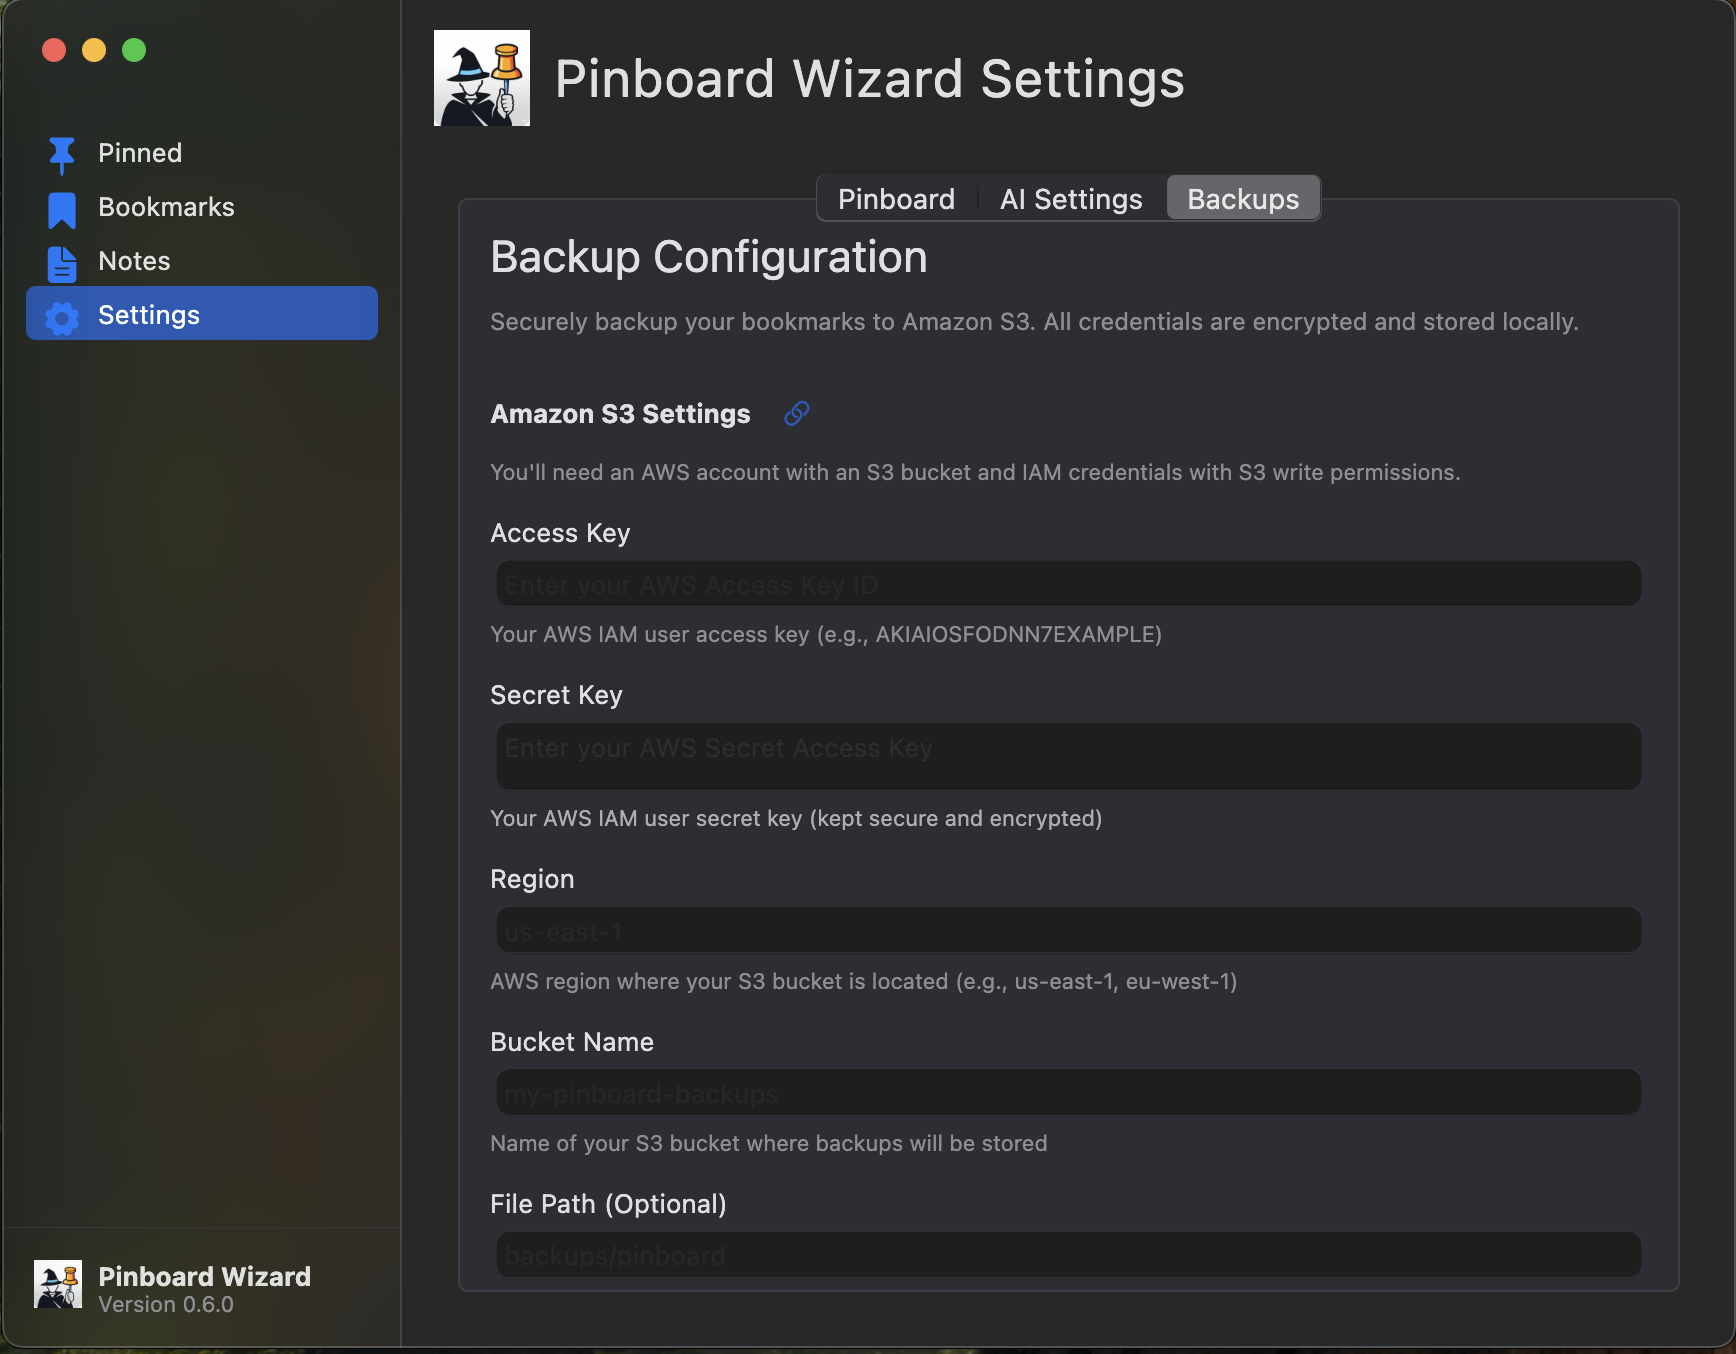 Pinned
Bookmarks
Notes
Settings
Pinboard Wizard
Version 0.6.0
Pinboard Wizard Settings
Pinboard
AI Settings
Backups
Backup Configuration
Securely backup your bookmarks to Amazon S3. All credentials are encrypted and stored locally.
Amazon S3 Settings
You'll need an AWS account with an S3 bucket and IAM credentials with S3 write permissions.
Access Key
Enter your AWS Access Key ID
Your AWS IAM user access key (e.g., AKIAIOSFODNN7EXAMPLE)
Secret Key
Enter your AWS Secret Access Key
Your AWS IAM user secret key (kept secure and encrypted)
Region
us-east-1
AWS region where your S3 bucket is located (e.g., us-east-1, eu-west-1)
Bucket Name
my-pinboard-backups
Name of your S3 bucket where backups will be stored
File Path (Optional)
backups/pinboard